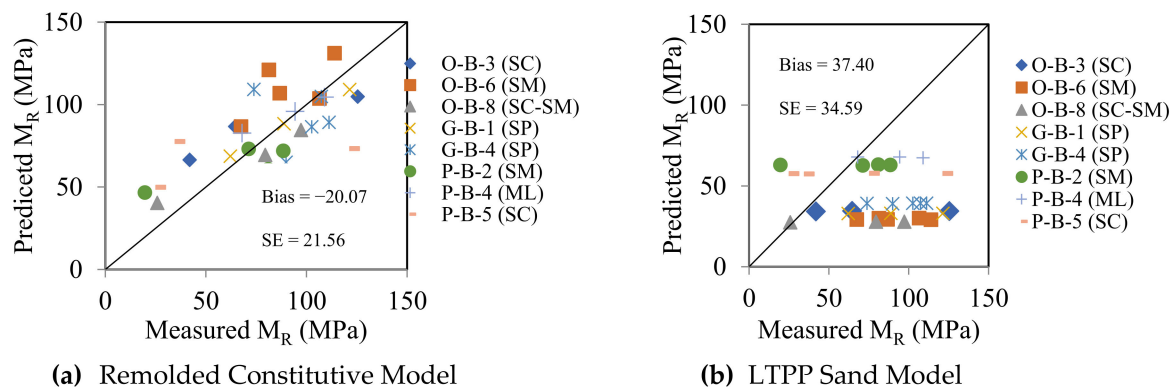 150
100
50
0
Prediced M_R (MPa)
Bias = −20.07
SE = 21.56
0
50
100
150
Measured M_R (MPa)
O-B-3 (SC)
O-B-6 (SM)
O-B-8 (SC-SM)
G-B-1 (SP)
G-B-4 (SP)
P-B-2 (SM)
P-B-4 (ML)
P-B-5 (SC)
(a) Remolded Constitutive Model
150
100
50
0
Predicted M_R (MPa)
Bias = 37.40
SE = 34.59
0
50
100
150
Measured M_R (MPa)
O-B-3 (SC)
O-B-6 (SM)
O-B-8 (SC-SM)
G-B-1 (SP)
G-B-4 (SP)
P-B-2 (SM)
P-B-4 (ML)
P-B-5 (SC)
(b) LTPP Sand Model